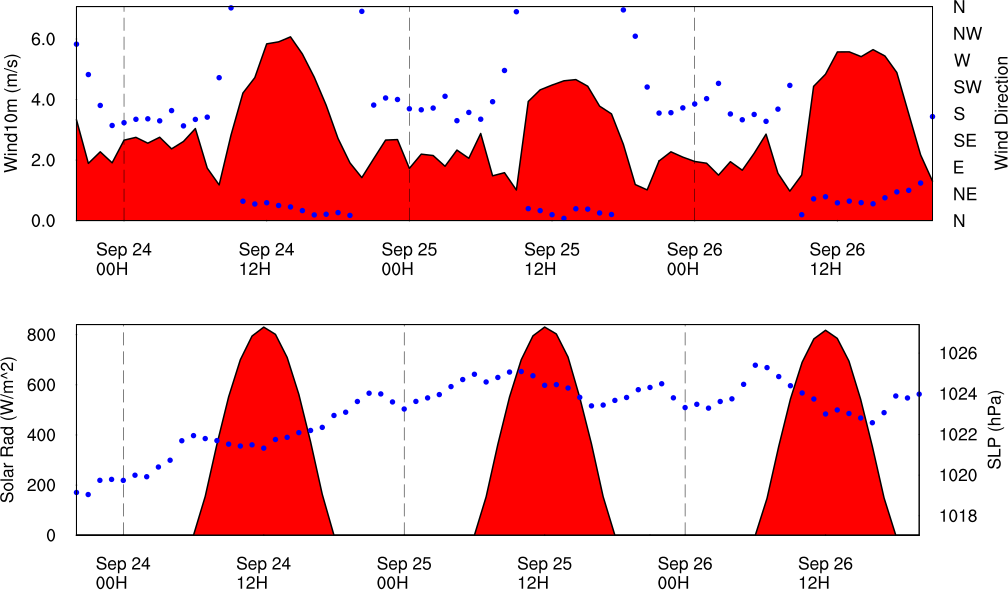 N
NW
W
SW
S
SE
E
NE
N
6.0
4.0
2.0
0.0
Wind10m (m/s)
Wind Direction
Sep 24
00H
Sep 24
12H
Sep 25
00H
Sep 25
12H
Sep 26
00H
Sep 26
12H
800
600
400
200
0
Solar Rad (W/m^2)
1026
1024
1022
1020
1018
SLP (hPa)
Sep 24
00H
Sep 24
12H
Sep 25
00H
Sep 25
12H
Sep 26
00H
Sep 26
12H